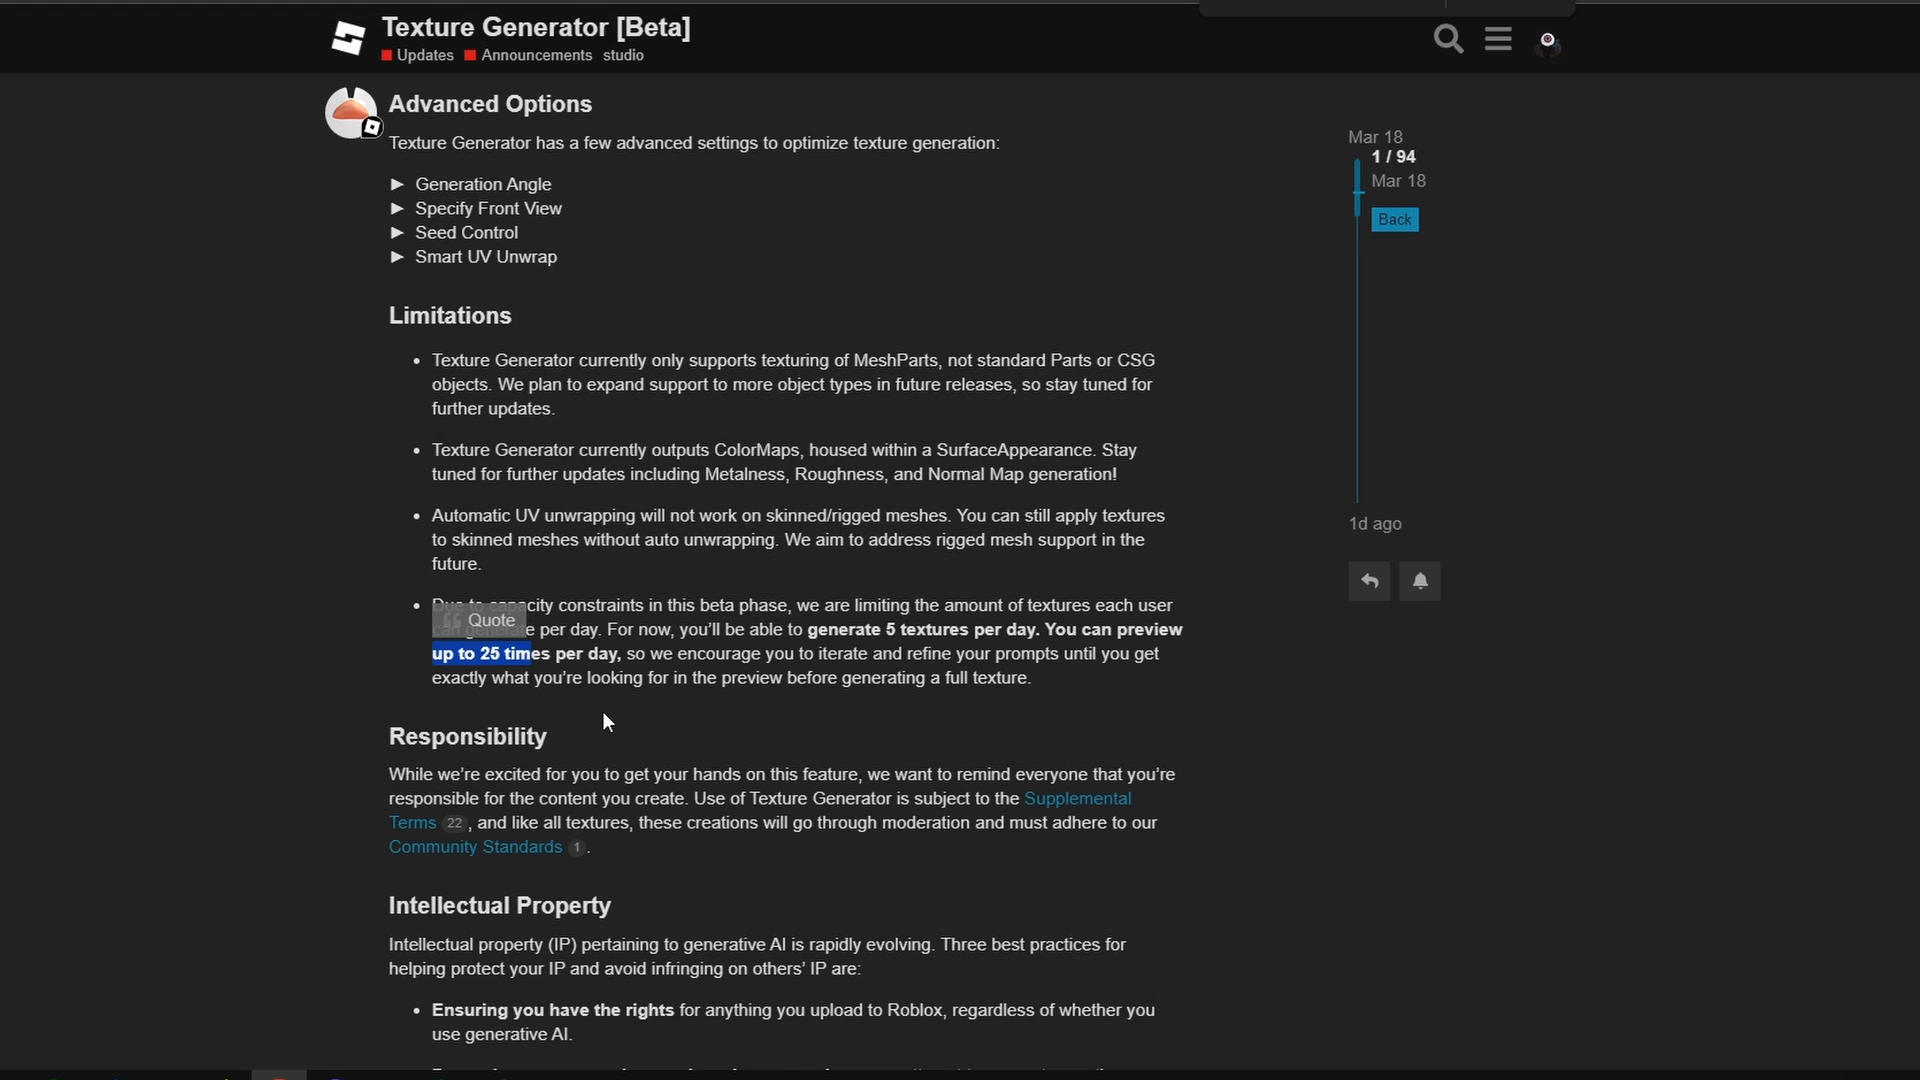 Texture Generator [Beta]
Updates Announcements studio
Advanced Options
Texture Generator has a few advanced settings to optimize texture generation:
► Generation Angle
► Specify Front View
► Seed Control
► Smart UV Unwrap
Mar 18
1 / 94
Mar 18
Back
1d ago
Limitations
• Texture Generator currently only supports texturing of MeshParts, not standard Parts or CSG
objects. We plan to expand support to more object types in future releases, so stay tuned for
further updates.
• Texture Generator currently outputs ColorMaps, housed within a SurfaceAppearance. Stay
tuned for further updates including Metalness, Roughness, and Normal Map generation!
• Automatic UV unwrapping will not work on skinned/rigged meshes. You can still apply textures
to skinned meshes without auto unwrapping. We aim to address rigged mesh support in the
future.
• Due to capacity constraints in this beta phase, we are limiting the amount of textures each user
Quote
can generate per day. For now, you’ll be able to generate 5 textures per day. You can preview
up to 25 times per day, so we encourage you to iterate and refine your prompts until you get
exactly what you’re looking for in the preview before generating a full texture.
Responsibility
While we’re excited for you to get your hands on this feature, we want to remind everyone that you’re
responsible for the content you create. Use of Texture Generator is subject to the Supplemental
Terms 22, and like all textures, these creations will go through moderation and must adhere to our
Community Standards 1.
Intellectual Property
Intellectual property (IP) pertaining to generative AI is rapidly evolving. Three best practices for
helping protect your IP and avoid infringing on others’ IP are:
• Ensuring you have the rights for anything you upload to Roblox, regardless of whether you
use generative AI.